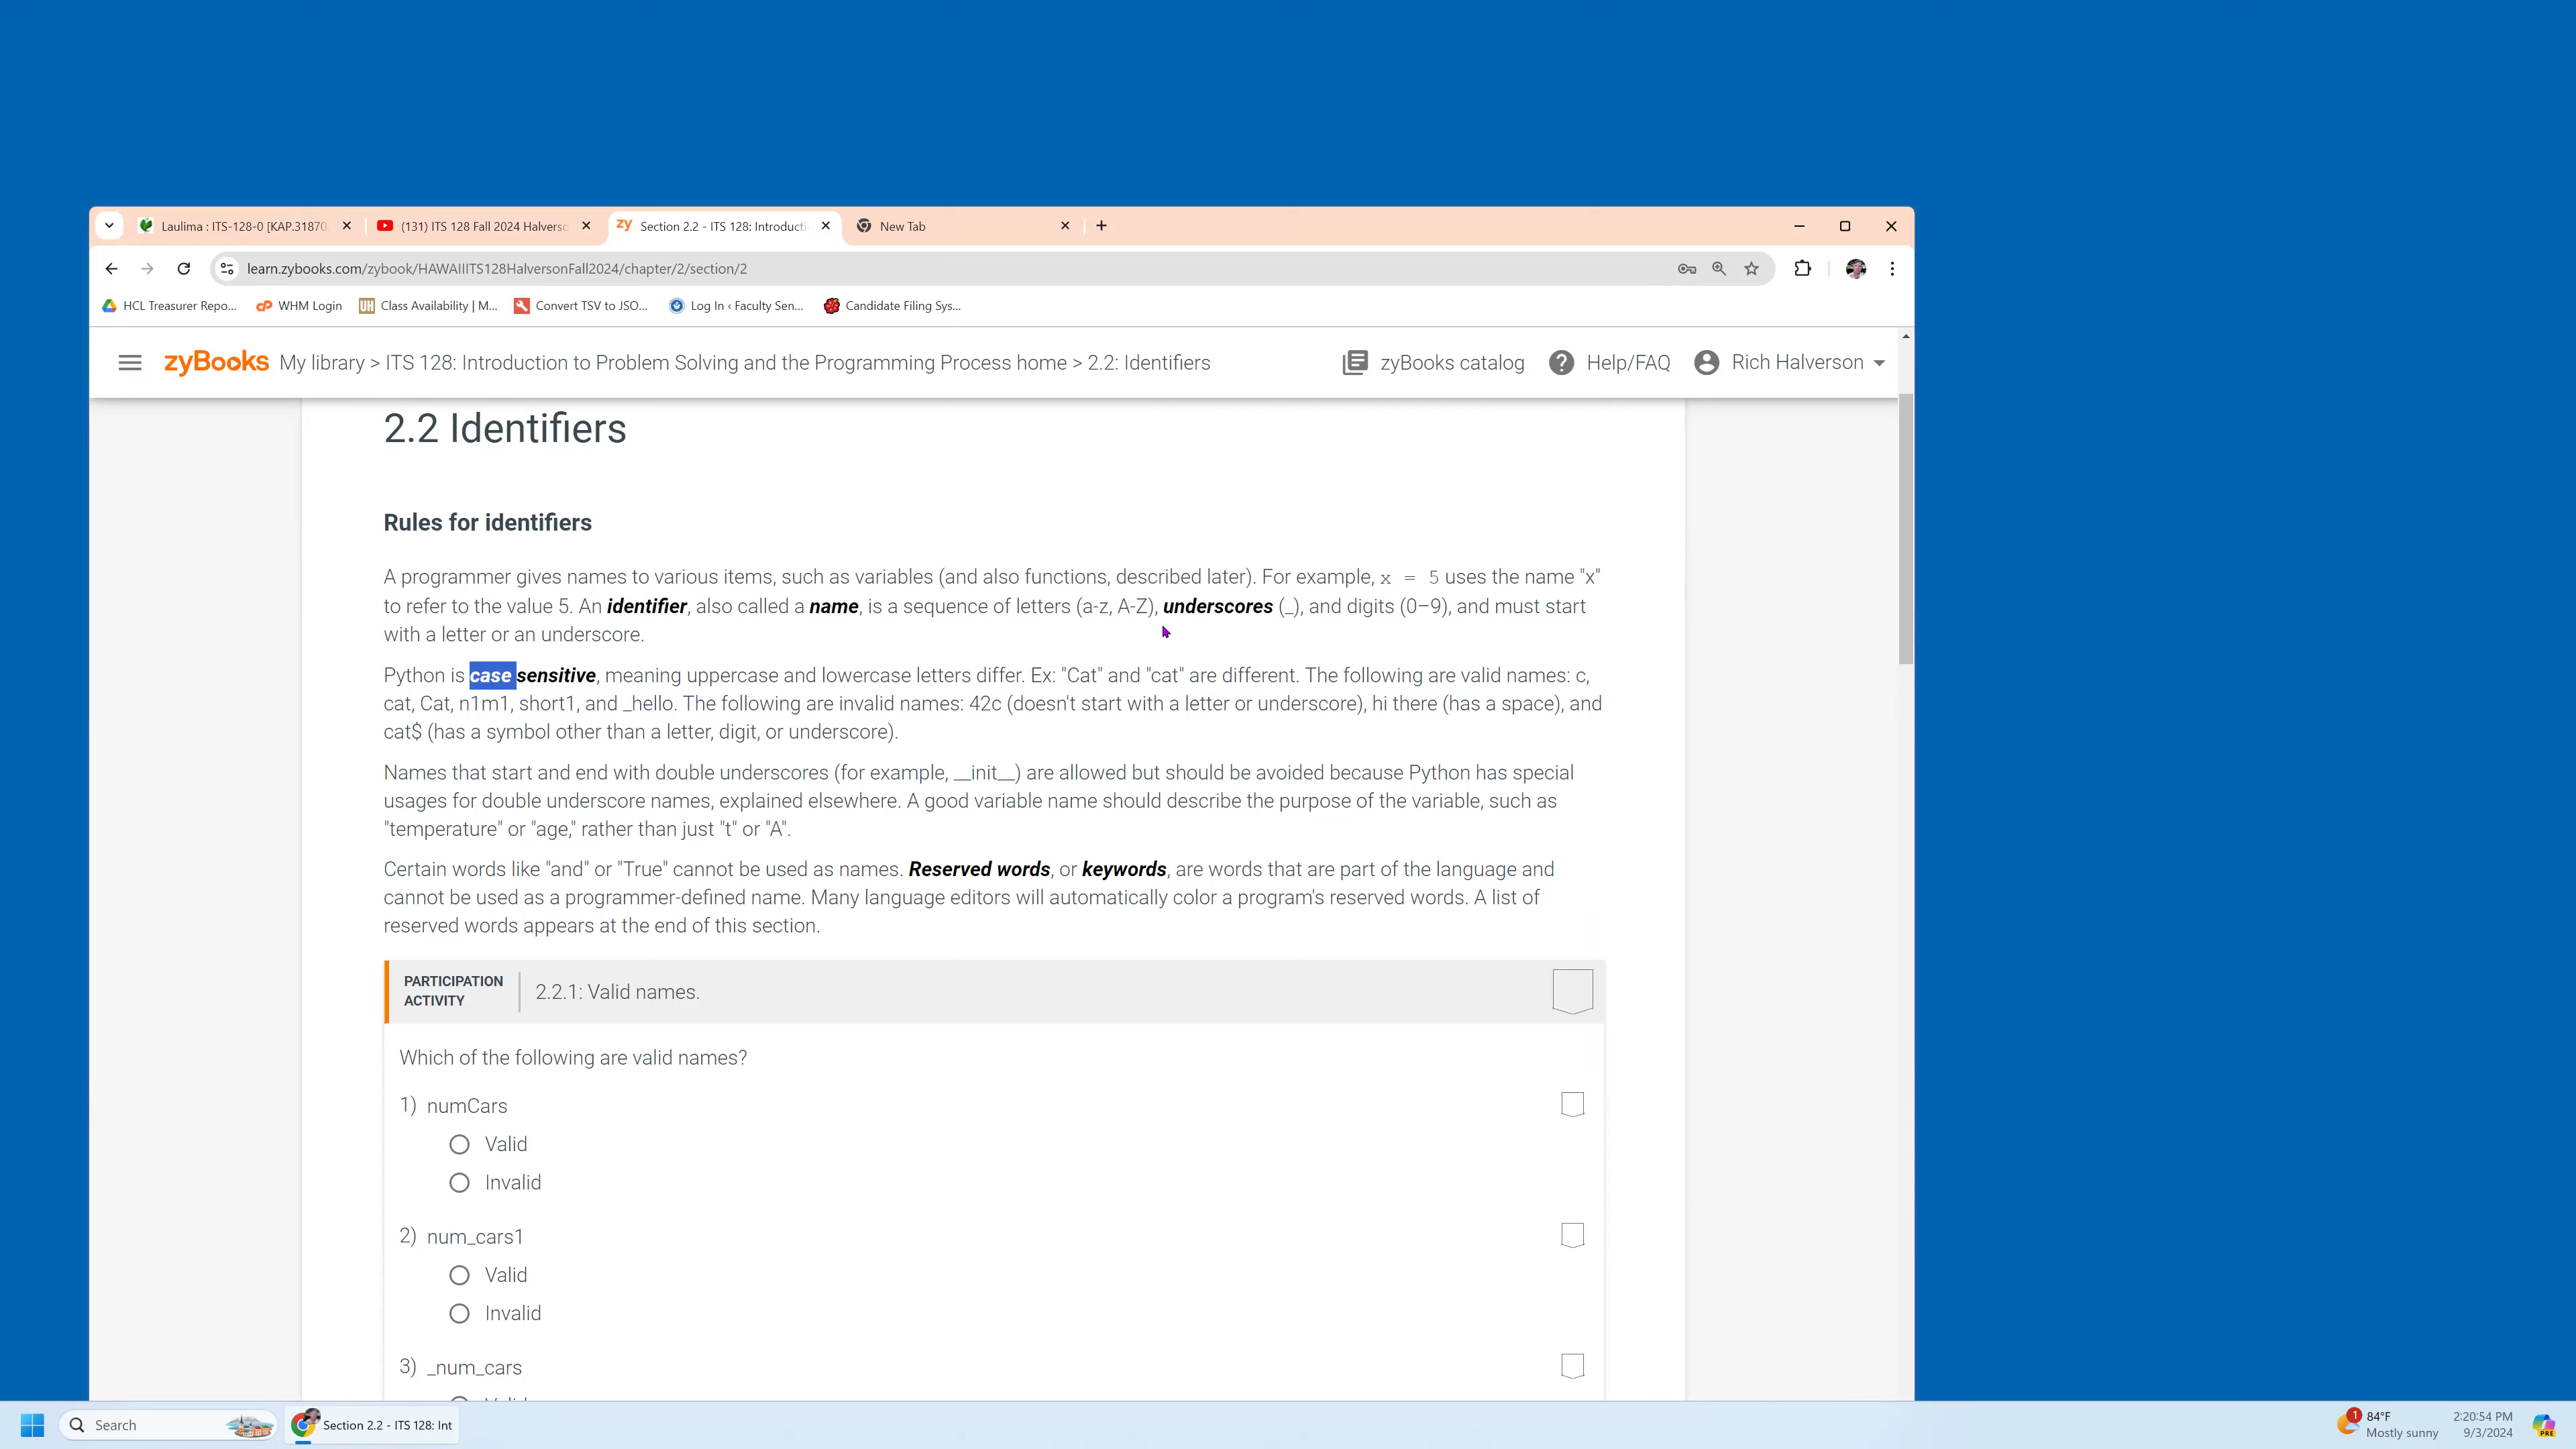 Laulima : ITS-128-0 [KAP.31870
(131) ITS 128 Fall 2024 Halverso
zy Section 2.2 - ITS 128: Introducti
New Tab
learn.zybooks.com/zybook/HAWAIIITS128HalversonFall2024/chapter/2/section/2
HCL Treasurer Repo...
WHM Login
Class Availability | M...
Convert TSV to JSO...
Log In ‹ Faculty Sen...
Candidate Filing Sys...
zyBooks My library > ITS 128: Introduction to Problem Solving and the Programming Process home > 2.2: Identifiers
zyBooks catalog
Help/FAQ
Rich Halverson
2.2 Identifiers
Rules for identifiers
A programmer gives names to various items, such as variables (and also functions, described later). For example, x = 5 uses the name "x"
to refer to the value 5. An identifier, also called a name, is a sequence of letters (a-z, A-Z), underscores (_), and digits (0–9), and must start
with a letter or an underscore.
Python is case sensitive, meaning uppercase and lowercase letters differ. Ex: "Cat" and "cat" are different. The following are valid names: c,
cat, Cat, n1m1, short1, and _hello. The following are invalid names: 42c (doesn't start with a letter or underscore), hi there (has a space), and
cat$ (has a symbol other than a letter, digit, or underscore).
Names that start and end with double underscores (for example, __init__) are allowed but should be avoided because Python has special
usages for double underscore names, explained elsewhere. A good variable name should describe the purpose of the variable, such as
"temperature" or "age," rather than just "t" or "A".
Certain words like "and" or "True" cannot be used as names. Reserved words, or keywords, are words that are part of the language and
cannot be used as a programmer-defined name. Many language editors will automatically color a program's reserved words. A list of
reserved words appears at the end of this section.
PARTICIPATION
ACTIVITY
2.2.1: Valid names.
Which of the following are valid names?
1) numCars
Valid
Invalid
2) num_cars1
Valid
Invalid
3) _num_cars
Search
Section 2.2 - ITS 128: Int
1
84°F
Mostly sunny
2:20:54 PM
9/3/2024
PRE